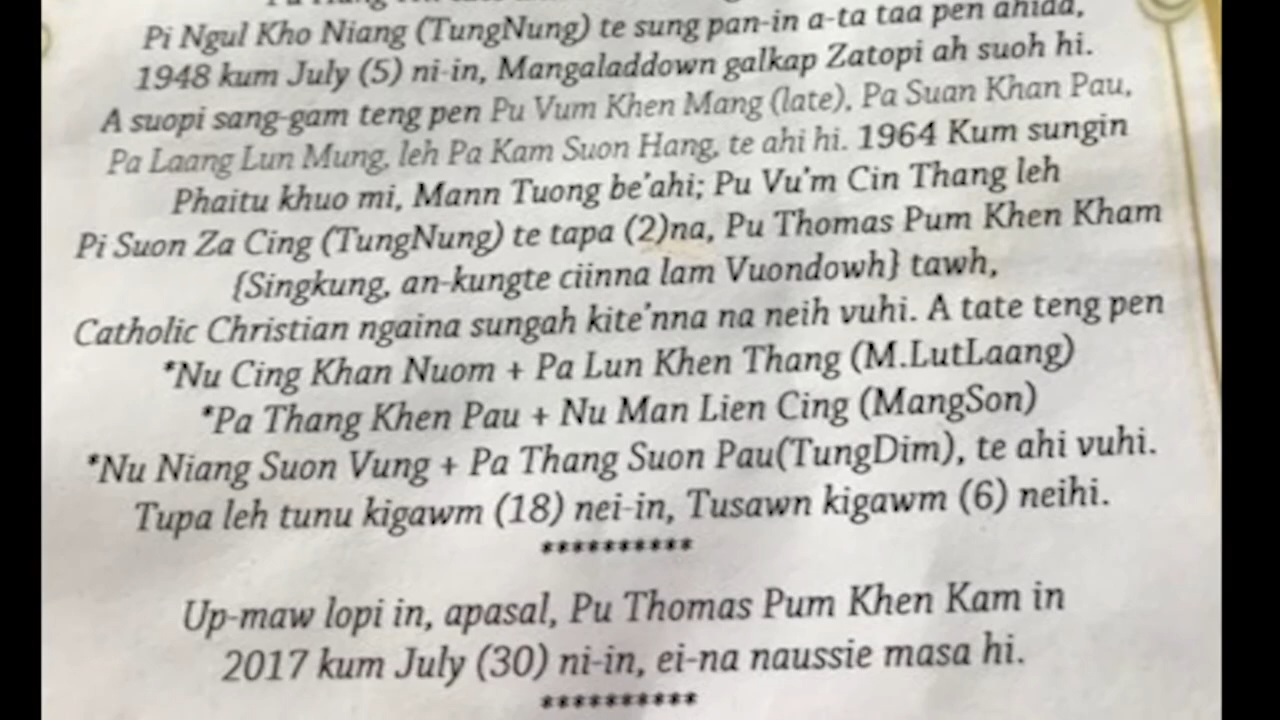 Pi Ngul Kho Niang (TungNung) te sung pan-in a-ta taa pen ahida,
1948 kum July (5) ni-in, Mangaladdown galkap Zatopi ah suoh hi.
A suopi sang-gam teng pen Pu Vum Khen Mang (late), Pa Suan Khan Pau,
Pa Laang Lun Mung, leh Pa Kam Suon Hang, te ahi hi. 1964 Kum sungin
Phaitu khuo mi, Mann Tuong be'ahi; Pu Vu'm Cin Thang leh
Pi Suon Za Cing (TungNung) te tapa (2)na, Pu Thomas Pum Khen Kham
{Singkung, an-kungte ciinna lam Vuondowh} tawh,
Catholic Christian ngaina sungah kite'nna na neih vuhi. A tate teng pen
*Nu Cing Khan Nuom + Pa Lun Khen Thang (M.LutLaang)
*Pa Thang Khen Pau + Nu Man Lien Cing (MangSon)
*Nu Niang Suon Vung + Pa Thang Suon Pau(TungDim), te ahi vuhi.
Tupa leh tunu kigawm (18) nei-in, Tusawn kigawm (6) neihi.
**********
Up-maw lopi in, apasal, Pu Thomas Pum Khen Kam in
2017 kum July (30) ni-in, ei-na naussie masa hi.
**********